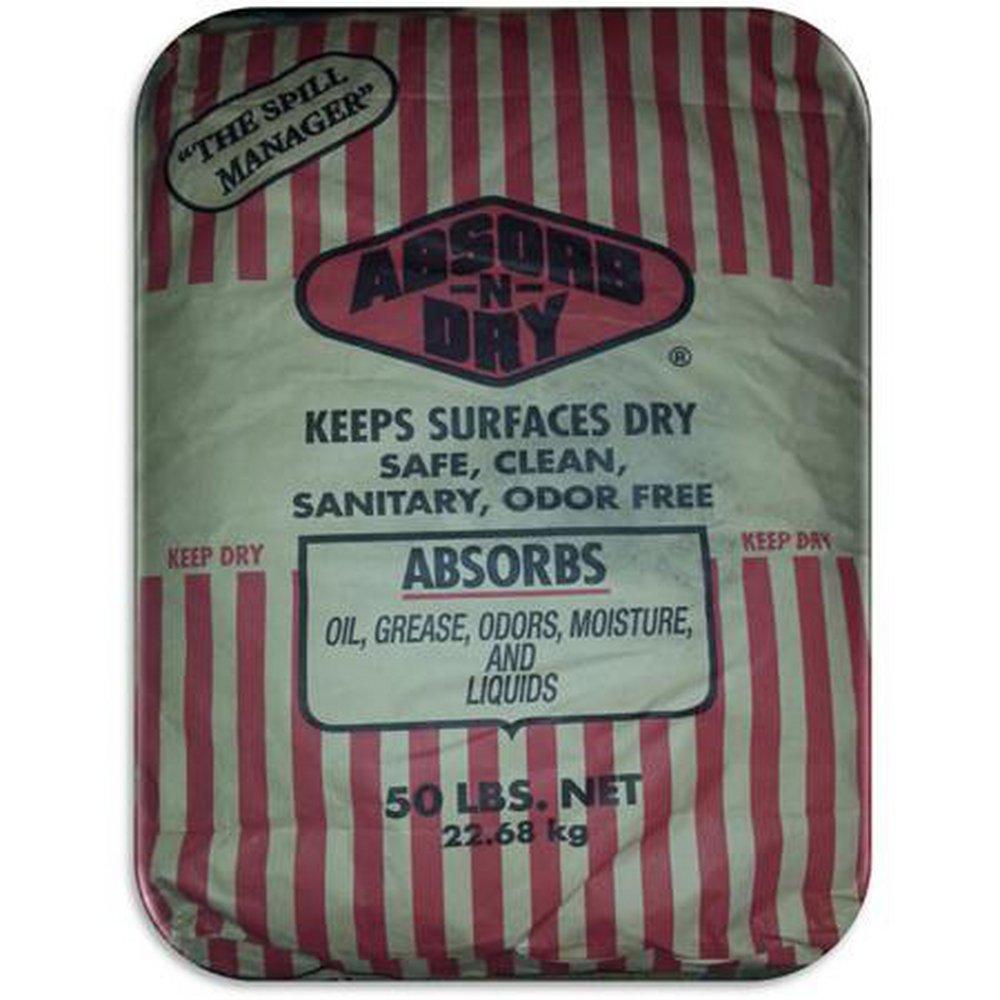 "THE SPILL
MANAGER"
ABSORB
-N-
DRY
®
KEEPS SURFACES DRY
SAFE, CLEAN,
SANITARY, ODOR FREE
KEEP DRY
KEEP DRY
ABSORBS
OIL, GREASE, ODORS, MOISTURE,
AND
LIQUIDS
50 LBS. NET
22.68 kg